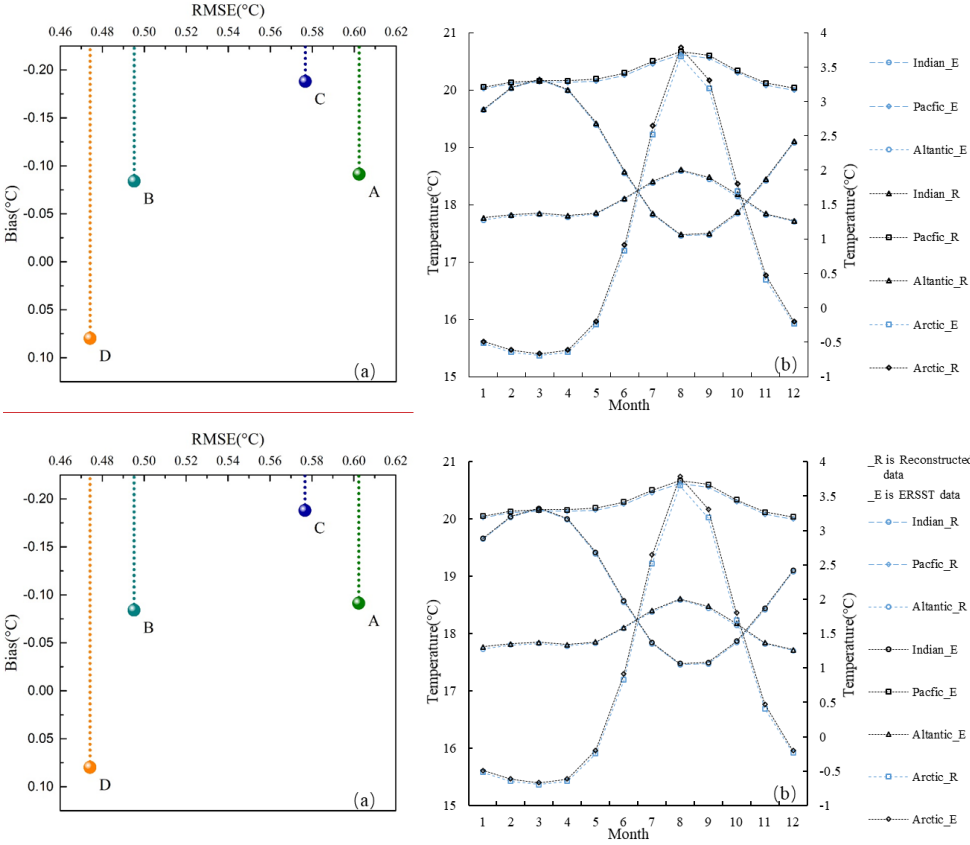 RMSE(°C)
0.46 0.48 0.50 0.52 0.54 0.56 0.58 0.60 0.62
Bias(°C)
-0.20
-0.15
-0.10
-0.05
0.00
0.05
0.10
A
B
C
D
(a)
Temperature(°C)
21
20
19
18
17
16
15
1 2 3 4 5 6 7 8 9 10 11 12
Month
4
3.5
3
2.5
2
1.5
1
0.5
0
-0.5
-1
Temperature(°C)
(b)
Indian_E
Pacfic_E
Altantic_E
Indian_R
Pacfic_R
Altantic_R
Arctic_E
Arctic_R
RMSE(°C)
0.46 0.48 0.50 0.52 0.54 0.56 0.58 0.60 0.62
Bias(°C)
-0.20
-0.15
-0.10
-0.05
0.00
0.05
0.10
A
B
C
D
(a)
Temperature(°C)
21
20
19
18
17
16
15
1 2 3 4 5 6 7 8 9 10 11 12
Month
4
3.5
3
2.5
2
1.5
1
0.5
0
-0.5
-1
Temperature(°C)
(b)
_R is Reconstructed
data
_E is ERSST data
Indian_R
Pacfic_R
Altantic_R
Indian_E
Pacfic_E
Altantic_E
Arctic_R
Arctic_E